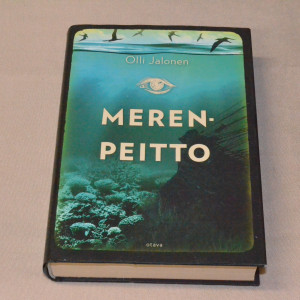 Olli Jalonen
MEREN-
PEITTO
otava